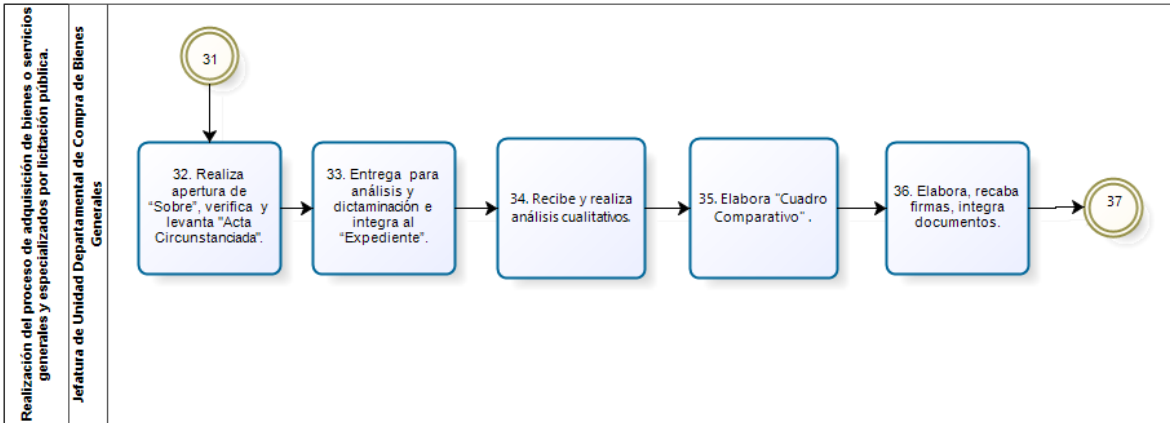 Realización del proceso de adquisición de bienes o servicios
generales y especializados por licitación pública.
Jefatura de Unidad Departamental de Compra de Bienes
Generales
31
32. Realiza
apertura de
“Sobre”, verifica y
levanta "Acta
Circunstanciada".
33. Entrega para
análisis y
dictaminación e
integra al
“Expediente”.
34. Recibe y realiza
análisis cualitativos.
35. Elabora "Cuadro
Comparativo" .
36. Elabora, recaba
firmas, integra
documentos.
37